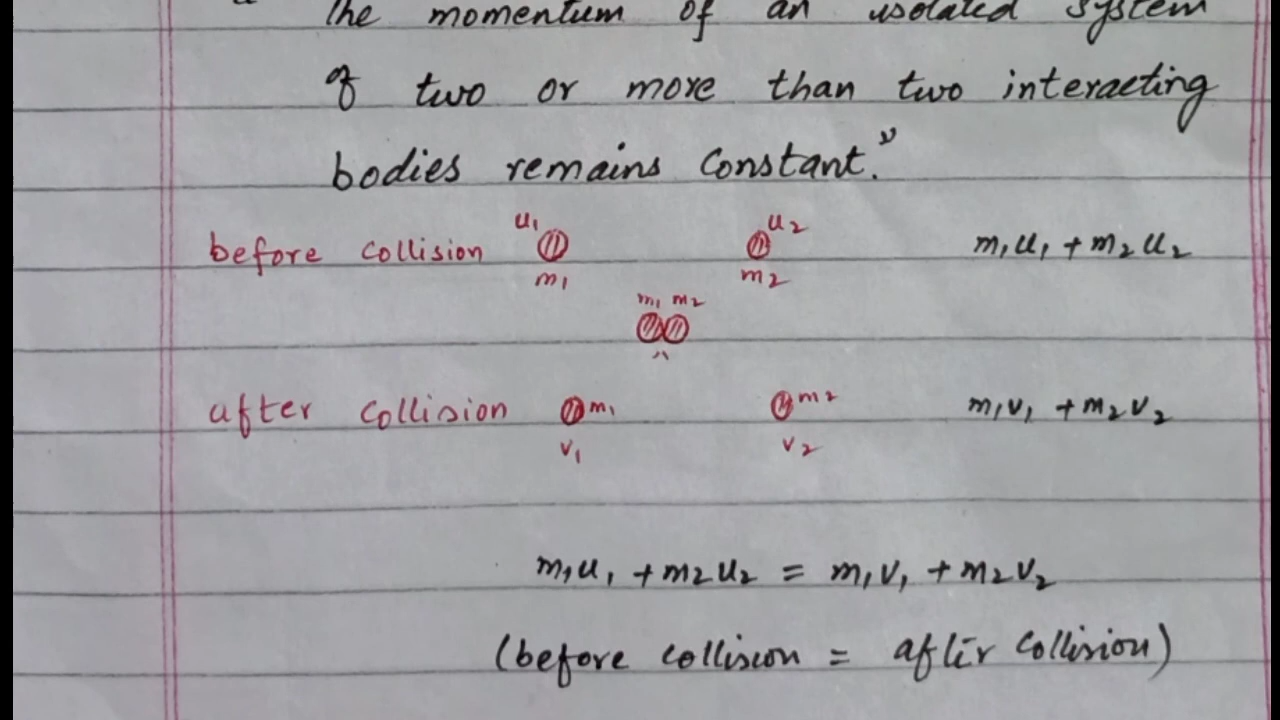 "
The momentum of an isolated system
of two or more than two interacting
bodies remains constant."
before collision u₁ m₁ u₂ m₂ m₁u₁ + m₂u₂
m₁ m₂
after collision m₁ v₁ m₂ v₂ m₁v₁ + m₂v₂
m₁u₁ + m₂u₂ = m₁v₁ + m₂v₂
(before collision = after collision)